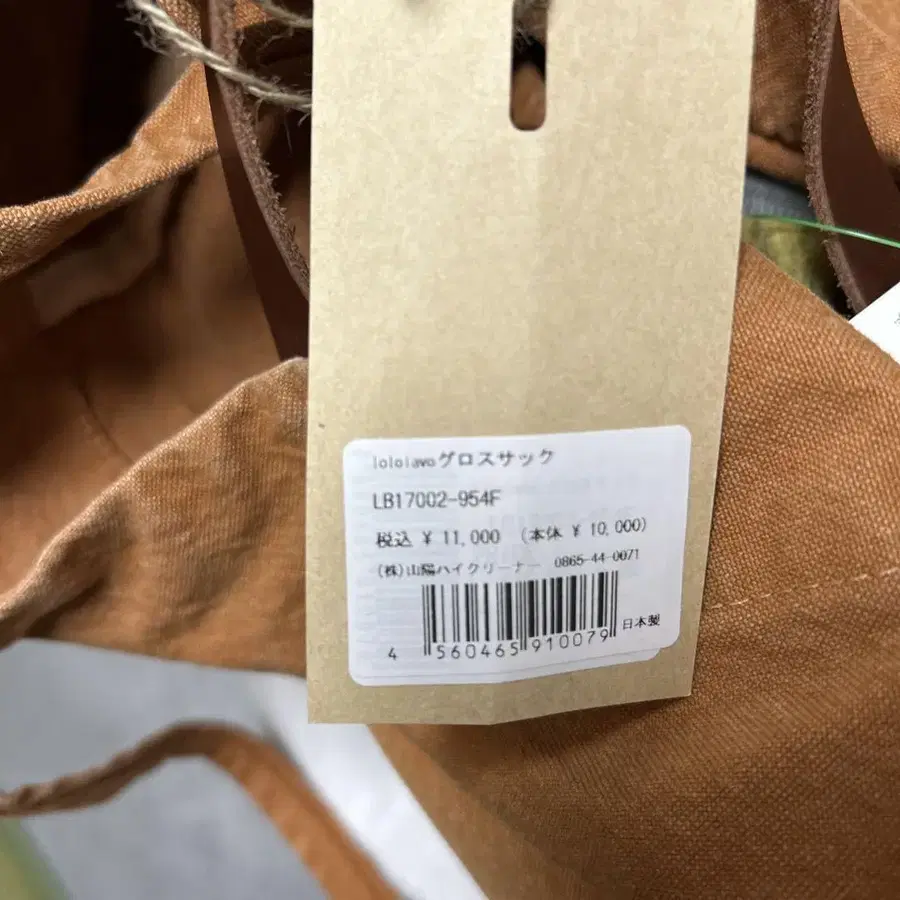 lololavoグロスサック
LB17002-954F
税込 ¥ 11,000 (本体 ¥ 10,000)
(株)山陽ハイクリーナー 0865-44-0071
日本製
4 560465 910079